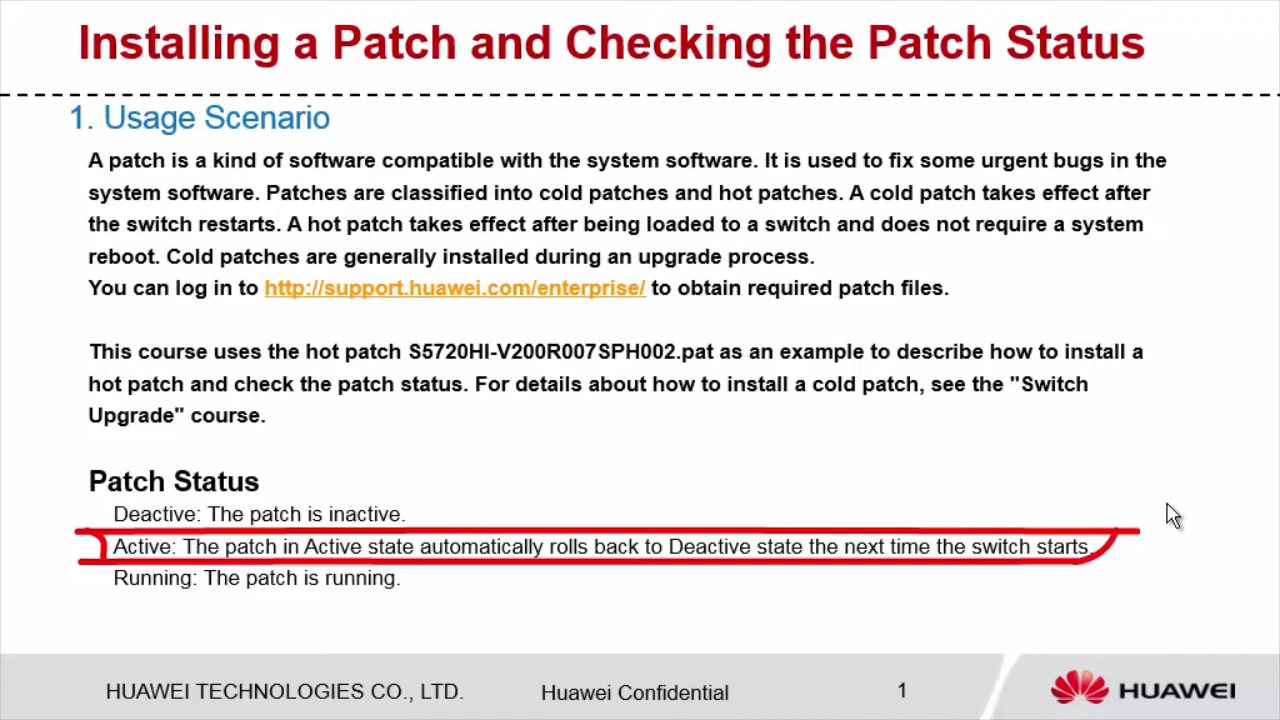 Installing a Patch and Checking the Patch Status
1. Usage Scenario
A patch is a kind of software compatible with the system software. It is used to fix some urgent bugs in the
system software. Patches are classified into cold patches and hot patches. A cold patch takes effect after
the switch restarts. A hot patch takes effect after being loaded to a switch and does not require a system
reboot. Cold patches are generally installed during an upgrade process.
You can log in to http://support.huawei.com/enterprise/ to obtain required patch files.
This course uses the hot patch S5720HI-V200R007SPH002.pat as an example to describe how to install a
hot patch and check the patch status. For details about how to install a cold patch, see the "Switch
Upgrade" course.
Patch Status
Deactive: The patch is inactive.
Active: The patch in Active state automatically rolls back to Deactive state the next time the switch starts.
Running: The patch is running.
HUAWEI TECHNOLOGIES CO., LTD.
Huawei Confidential
1
HUAWEI